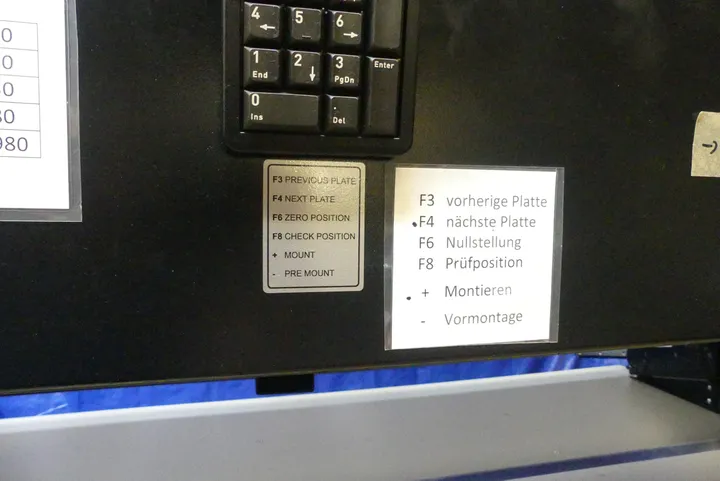 0
0
0
80
980
4
5
6
1
End
2
3
PgDn
Enter
0
Ins
.
Del
F3 PREVIOUS PLATE
F4 NEXT PLATE
F6 ZERO POSITION
F8 CHECK POSITION
+ MOUNT
- PRE MOUNT
F3 vorherige Platte
F4 nächste Platte
F6 Nullstellung
F8 Prüfposition
+ Montieren
- Vormontage